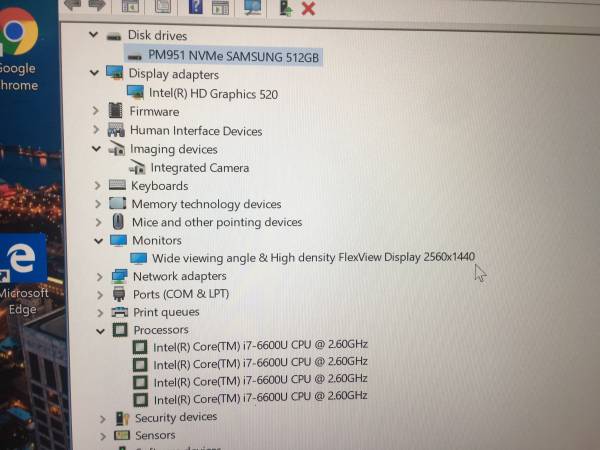 Disk drives
PM951 NVMe SAMSUNG 512GB
Display adapters
Intel(R) HD Graphics 520
Google
Chrome
Firmware
Human Interface Devices
Imaging devices
Integrated Camera
Keyboards
Memory technology devices
Mice and other pointing devices
Monitors
Wide viewing angle & High density FlexView Display 2560x1440
Microsoft
Edge
Network adapters
Ports (COM & LPT)
Print queues
Processors
Intel(R) Core(TM) i7-6600U CPU @ 2.60GHz
Intel(R) Core(TM) i7-6600U CPU @ 2.60GHz
Intel(R) Core(TM) i7-6600U CPU @ 2.60GHz
Intel(R) Core(TM) i7-6600U CPU @ 2.60GHz
Security devices
Sensors